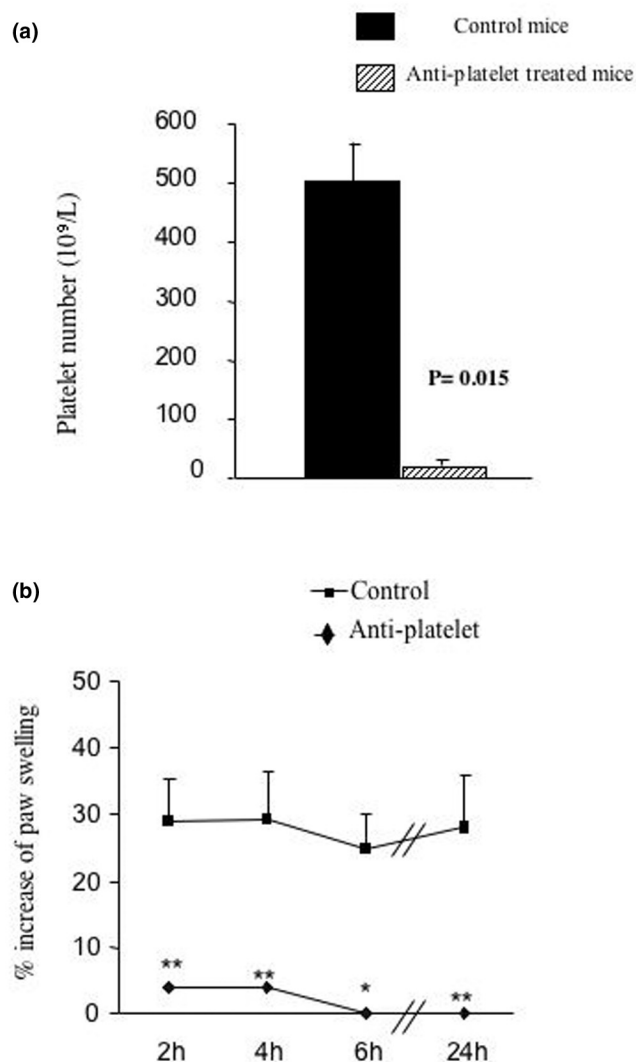 (a)
Control mice
Anti-platelet treated mice
Platelet number (10⁹/L)
600
500
400
300
200
100
0
P= 0.015
(b)
Control
Anti-platelet
% increase of paw swelling
50
40
30
20
10
0
** ** * **
2h 4h 6h 24h